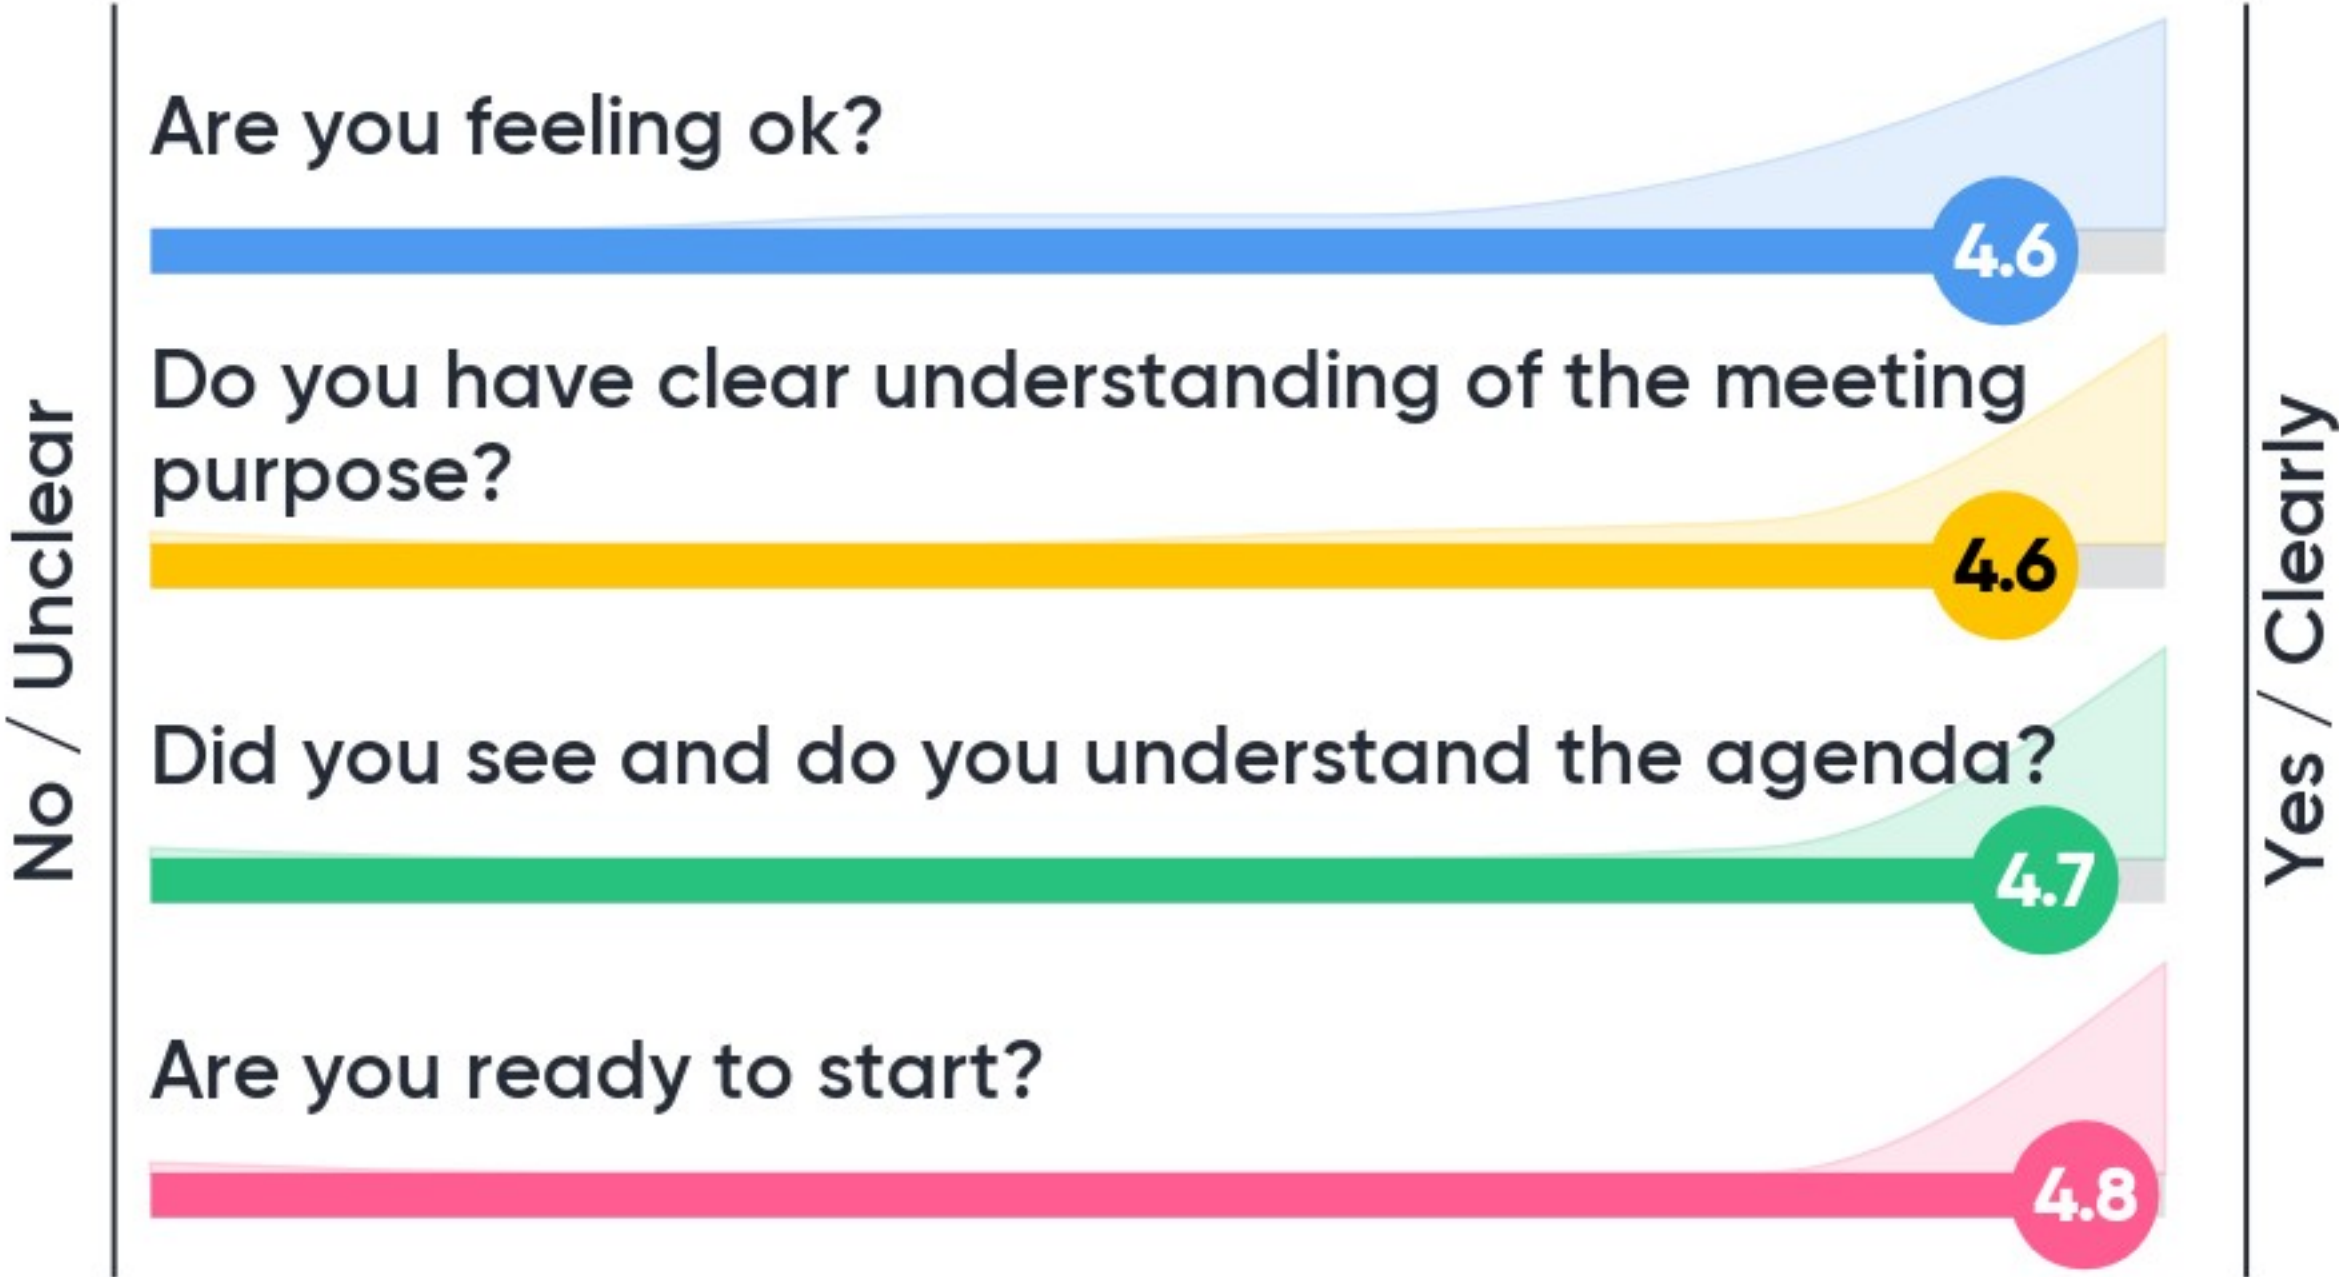 No / Unclear
Are you feeling ok?
4.6
Do you have clear understanding of the meeting
purpose?
4.6
Did you see and do you understand the agenda?
4.7
Are you ready to start?
4.8
Yes / Clearly